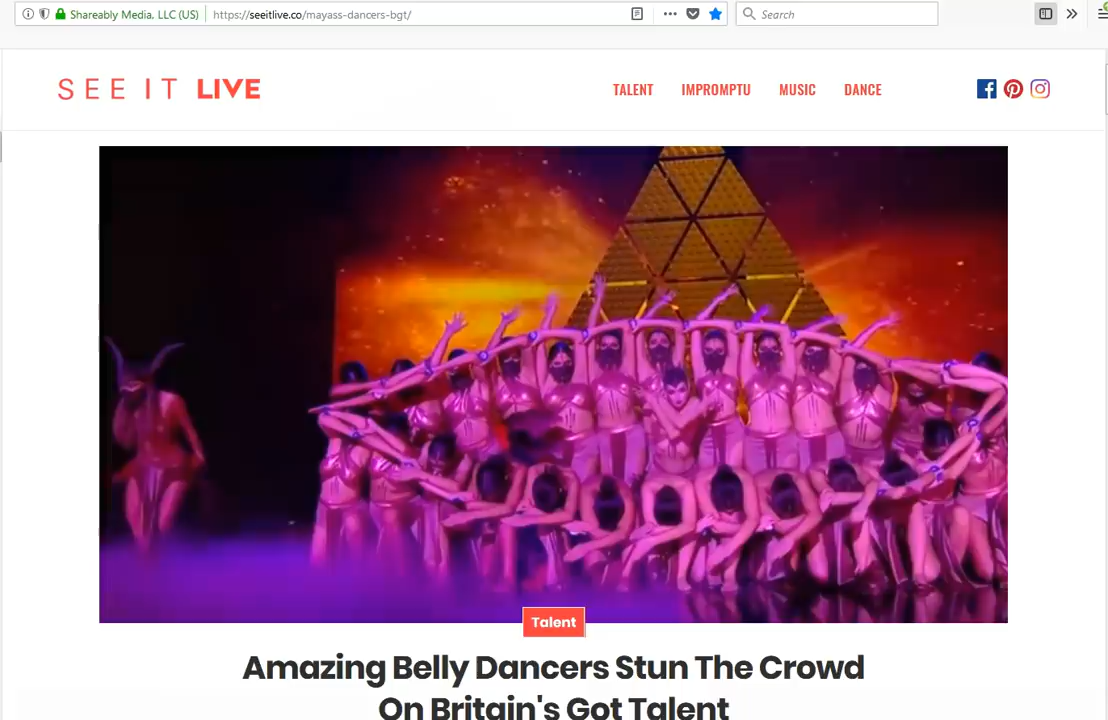 Shareably Media, LLC (US) https://seeitlive.co/mayass-dancers-bgt/ Search
SEE IT LIVE TALENT IMPROMPTU MUSIC DANCE
Talent
Amazing Belly Dancers Stun The Crowd
On Britain's Got Talent